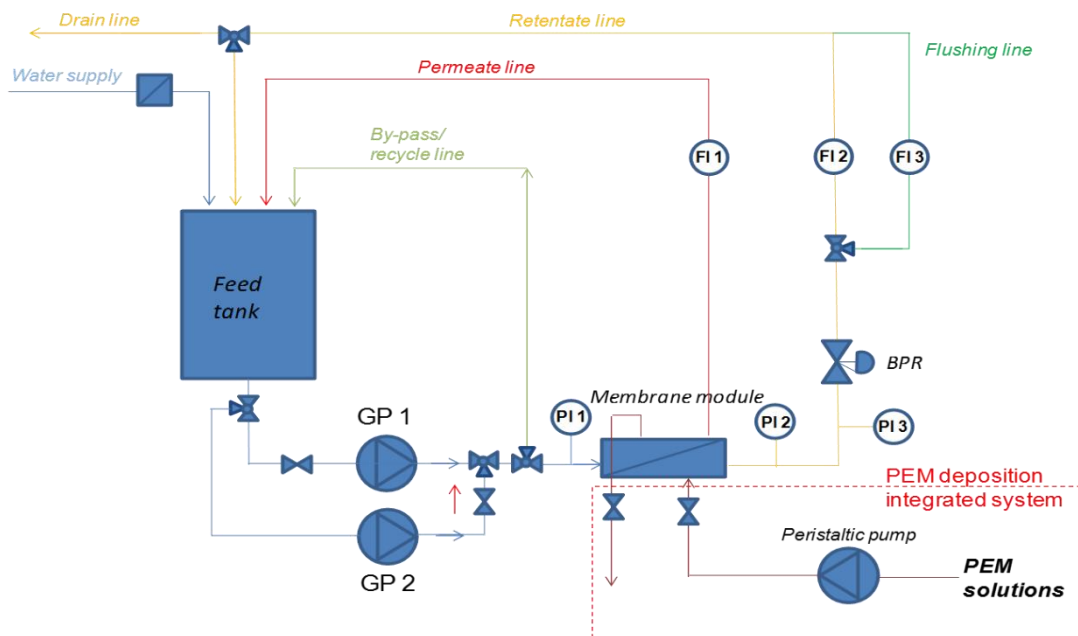 Drain line
Retentate line
Flushing line
Water supply
Permeate line
By-pass/
recycle line
FI 1
FI 2
FI 3
Feed
tank
BPR
GP 1
Membrane module
PI 1
PI 2
PI 3
PEM deposition
integrated system
Peristaltic pump
GP 2
PEM
solutions